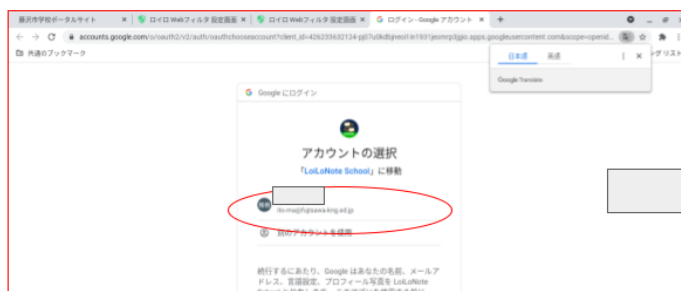 藤沢市学校ポータルサイト
ロイロ Webフィルタ 設定画面
ロイロ Webフィルタ 設定画面
ログイン - Google アカウント
accounts.google.com/o/oauth2/v2/auth/oauthchooseaccount?client_id=
共通のブックマーク
日本語 英語
Google Translate
Google にログイン
アカウントの選択
「LoiLoNote School」に移動
別のアカウントを使用
続行するにあたり、Google はあなたの名前、メールア
ドレス、言語設定、プロフィール写真を LoiLoNote